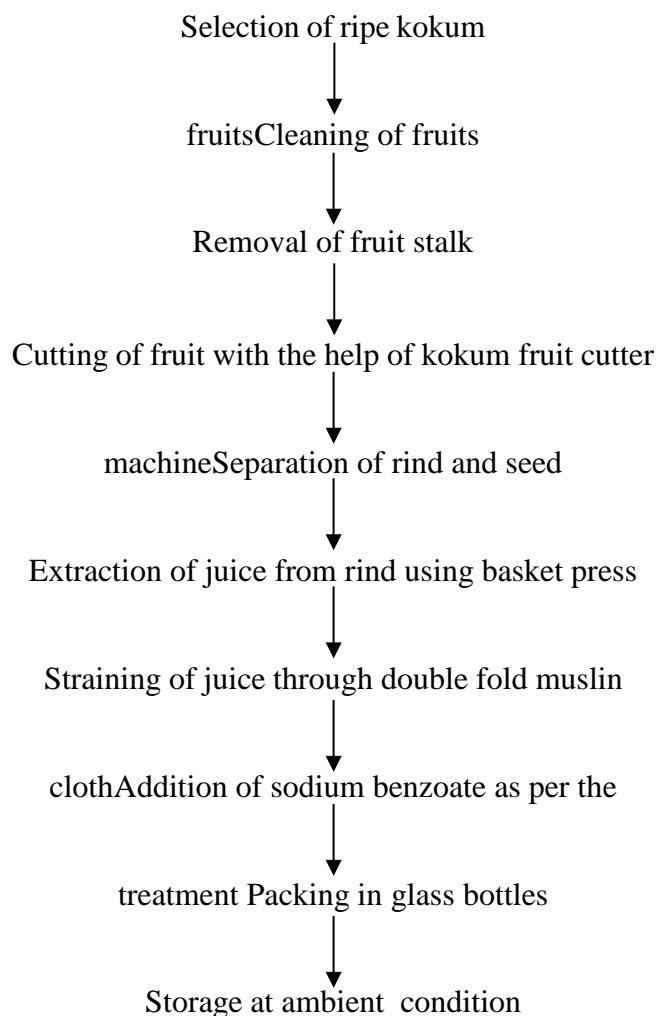 Selection of ripe kokum
fruitsCleaning of fruits
Removal of fruit stalk
Cutting of fruit with the help of kokum fruit cutter
machineSeparation of rind and seed
Extraction of juice from rind using basket press
Straining of juice through double fold muslin
clothAddition of sodium benzoate as per the
treatment Packing in glass bottles
Storage at ambient condition